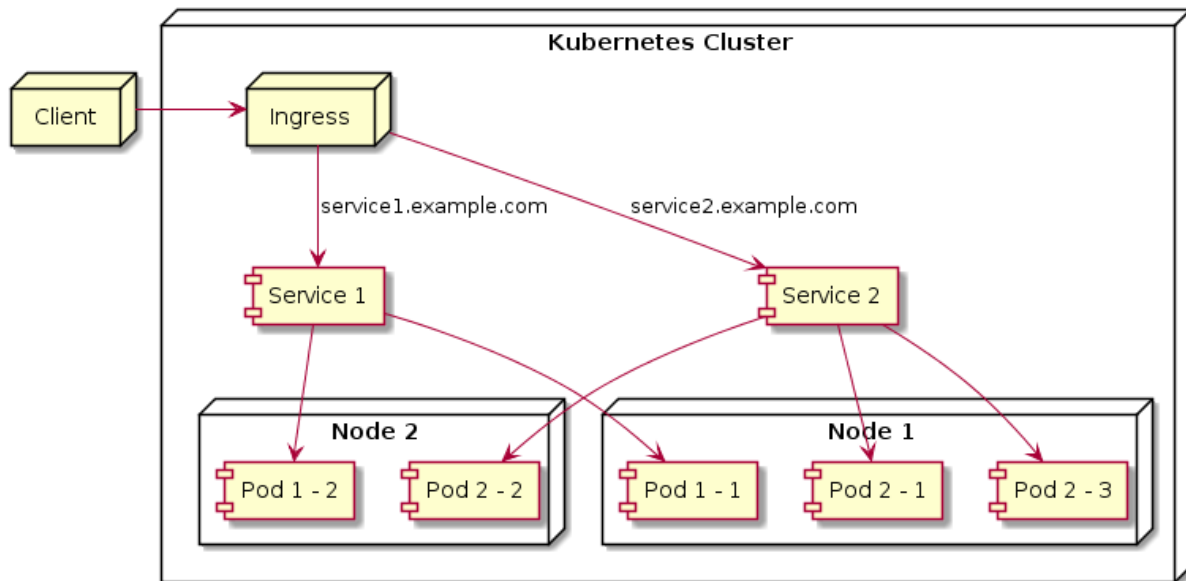 Kubernetes Cluster
Client
Ingress
service1.example.com
service2.example.com
Service 1
Service 2
Node 2
Node 1
Pod 1 - 2
Pod 2 - 2
Pod 1 - 1
Pod 2 - 1
Pod 2 - 3